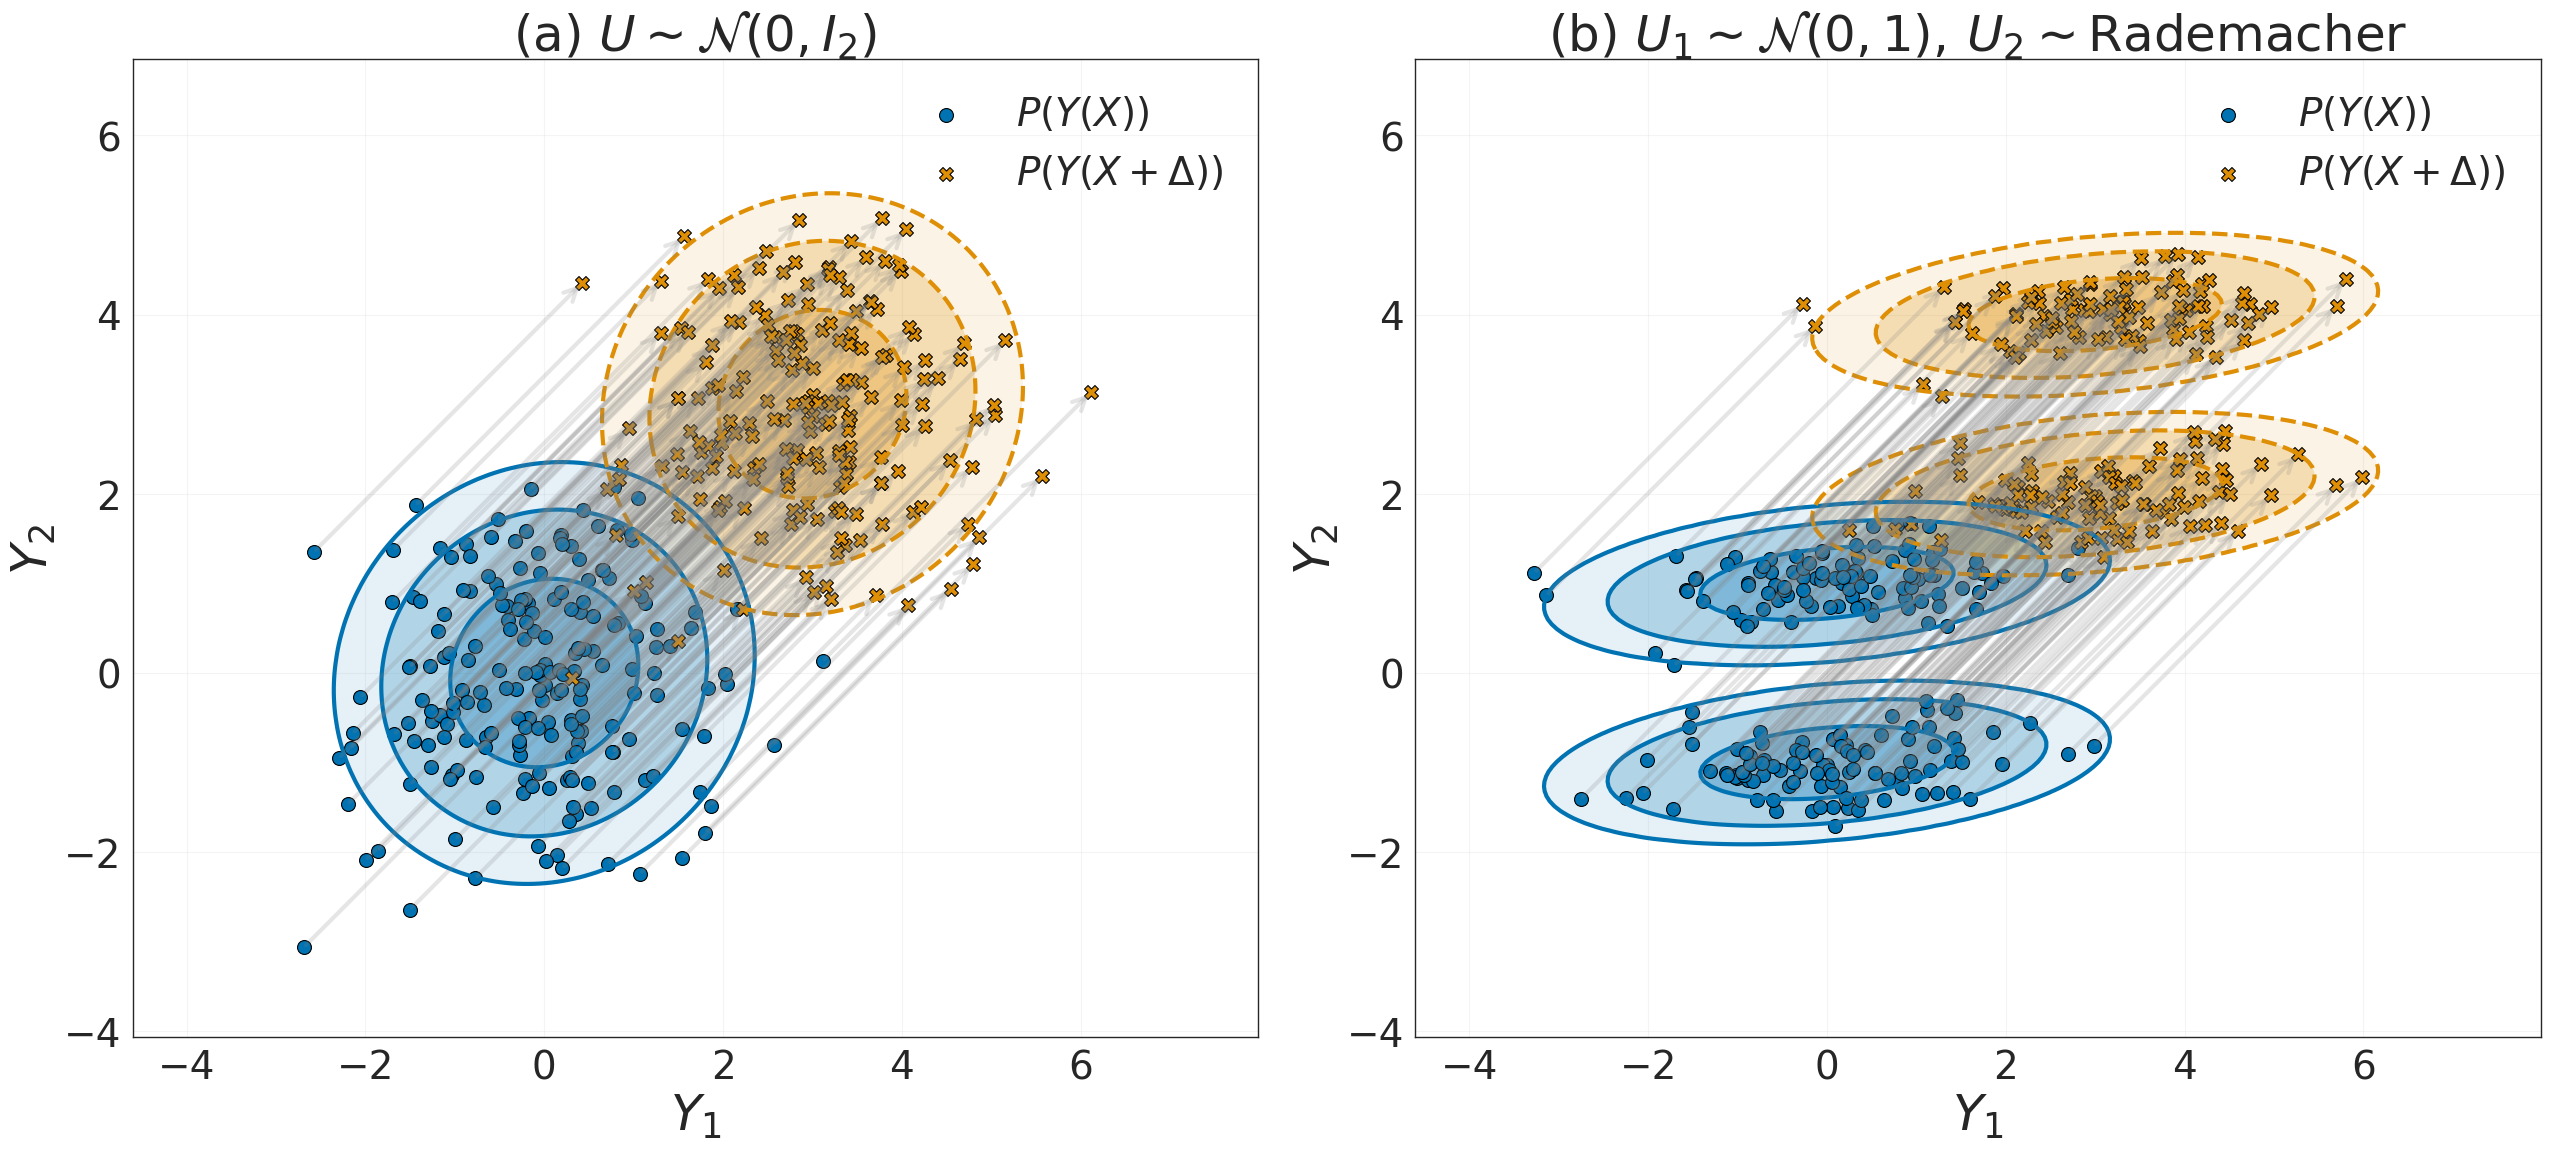 (a) U ∼ 𝒩(0, I₂)
P(Y(X))
P(Y(X + Δ))
6
4
2
0
−2
−4
Y₂
−4 −2 0 2 4 6
Y₁
(b) U₁ ∼ 𝒩(0, 1), U₂ ∼ Rademacher
P(Y(X))
P(Y(X + Δ))
6
4
2
0
−2
−4
Y₂
−4 −2 0 2 4 6
Y₁